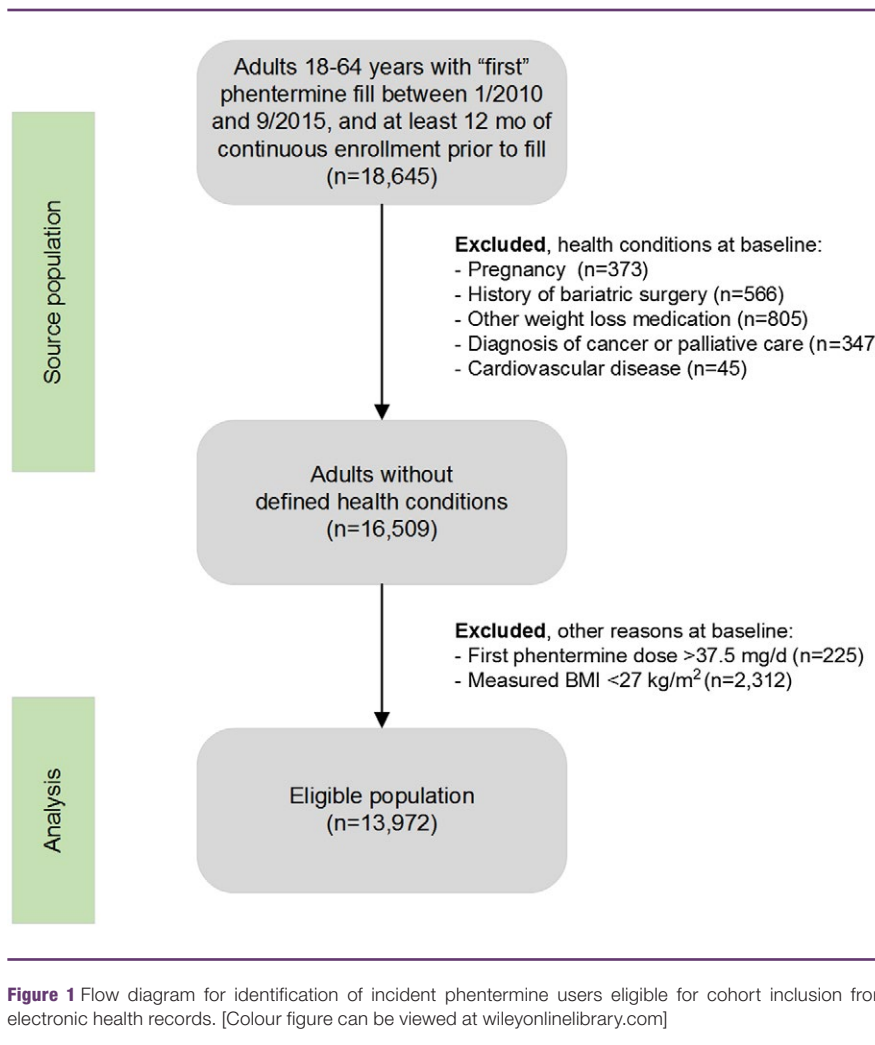 Adults 18-64 years with “first”
phentermine fill between 1/2010
and 9/2015, and at least 12 mo of
continuous enrollment prior to fill
(n=18,645)
Source population
Excluded, health conditions at baseline:
- Pregnancy (n=373)
- History of bariatric surgery (n=566)
- Other weight loss medication (n=805)
- Diagnosis of cancer or palliative care (n=347
- Cardiovascular disease (n=45)
Adults without
defined health conditions
(n=16,509)
Excluded, other reasons at baseline:
- First phentermine dose >37.5 mg/d (n=225)
- Measured BMI <27 kg/m² (n=2,312)
Analysis
Eligible population
(n=13,972)
Figure 1 Flow diagram for identification of incident phentermine users eligible for cohort inclusion fro
electronic health records. [Colour figure can be viewed at wileyonlinelibrary.com]